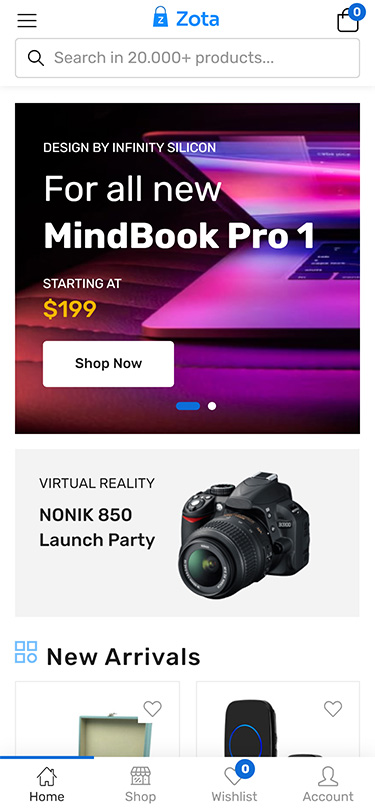 Zota
0
Search in 20.000+ products...
DESIGN BY INFINITY SILICON
For all new
MindBook Pro 1
STARTING AT
$199
Shop Now
VIRTUAL REALITY
NONIK 850
Launch Party
New Arrivals
0
Home
Shop
Wishlist
Account